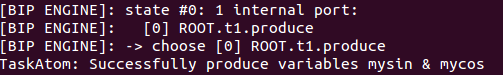 [BIP ENGINE]: state #0: 1 internal port:
[BIP ENGINE]:   [0] ROOT.t1.produce
[BIP ENGINE]: -> choose [0] ROOT.t1.produce
TaskAtom: Successfully produce variables mysin & mycos